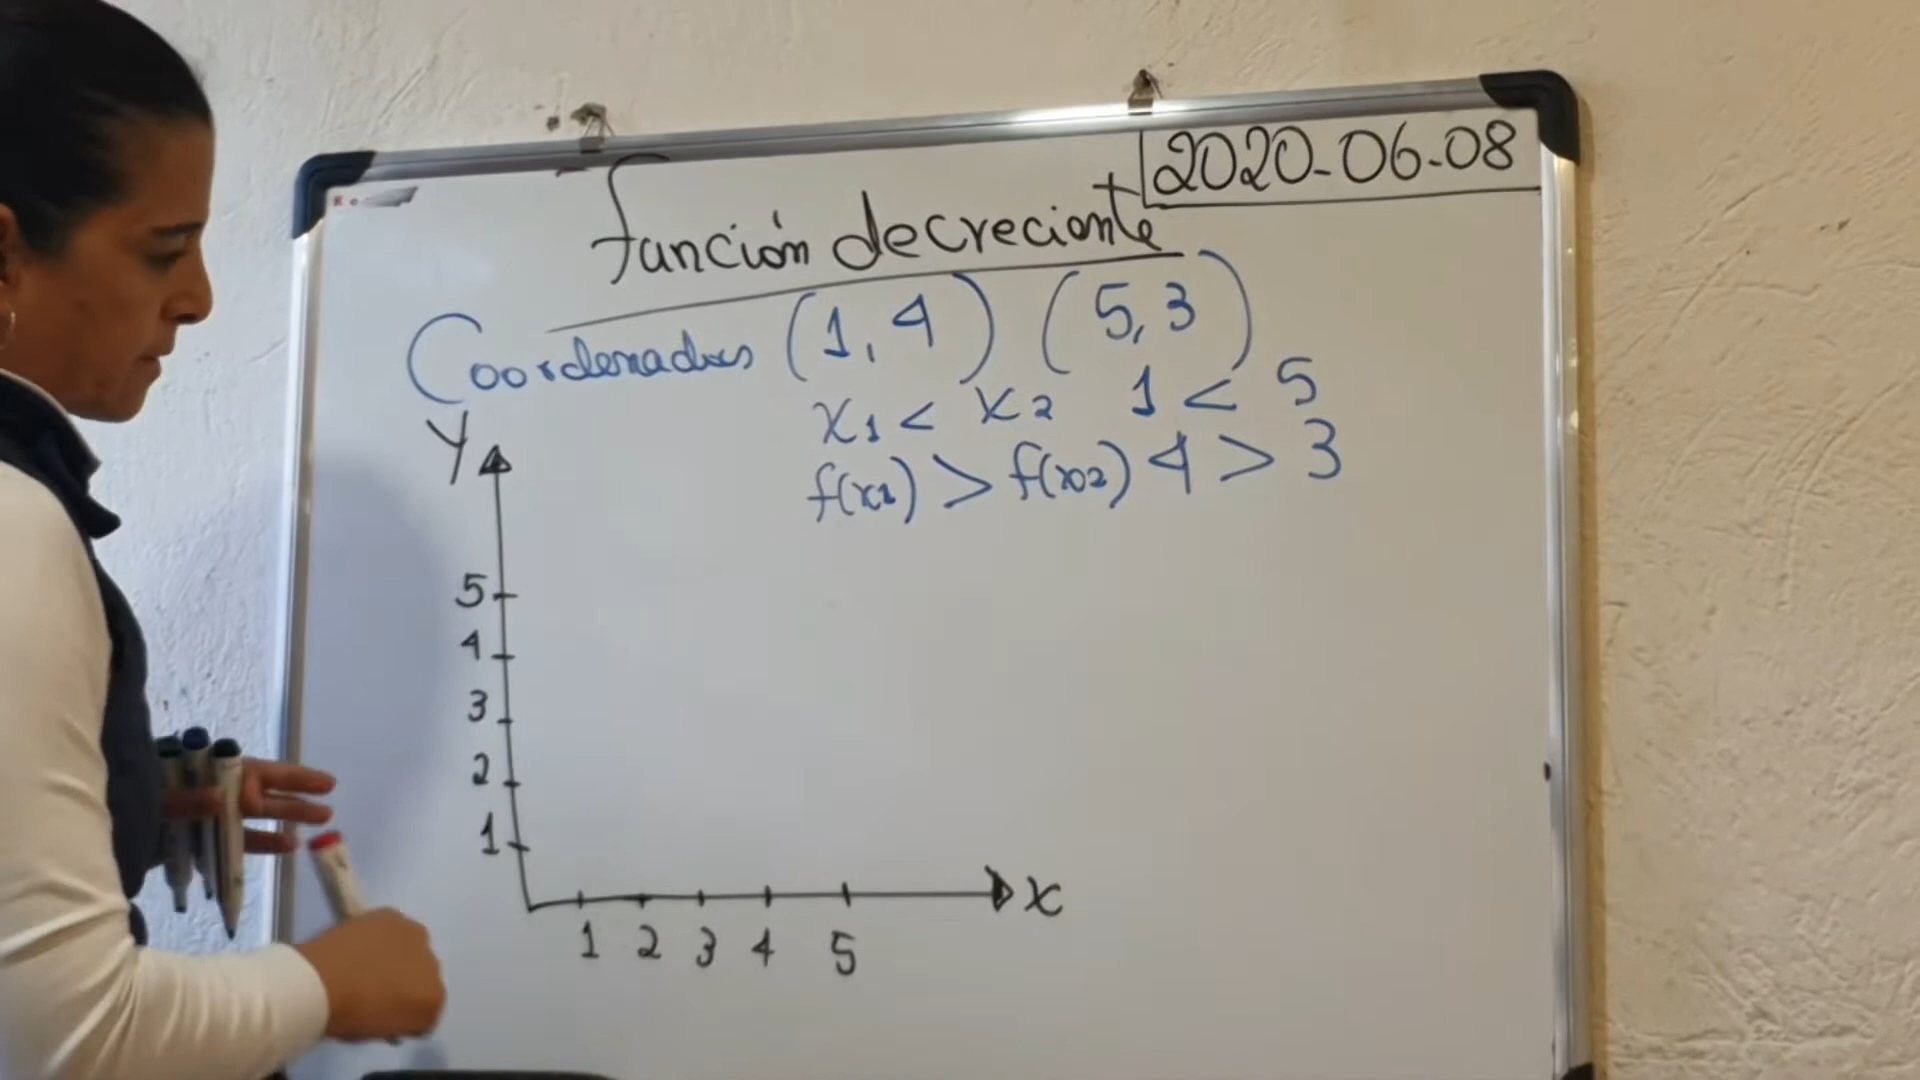 2020-06-08
función decreciente
Coordenadas (1, 4) (5, 3)
x1 < x2 1 < 5
f(x1) > f(x2) 4 > 3
Y
5
4
3
2
1
x
1 2 3 4 5